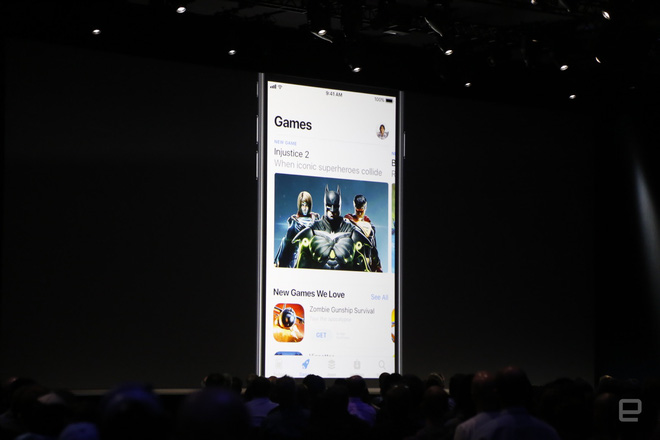 9:41 AM
100%
Games
NEW GAME
Injustice 2
When iconic superheroes collide
New Games We Love
See All
Zombie Gunship Survival
GET